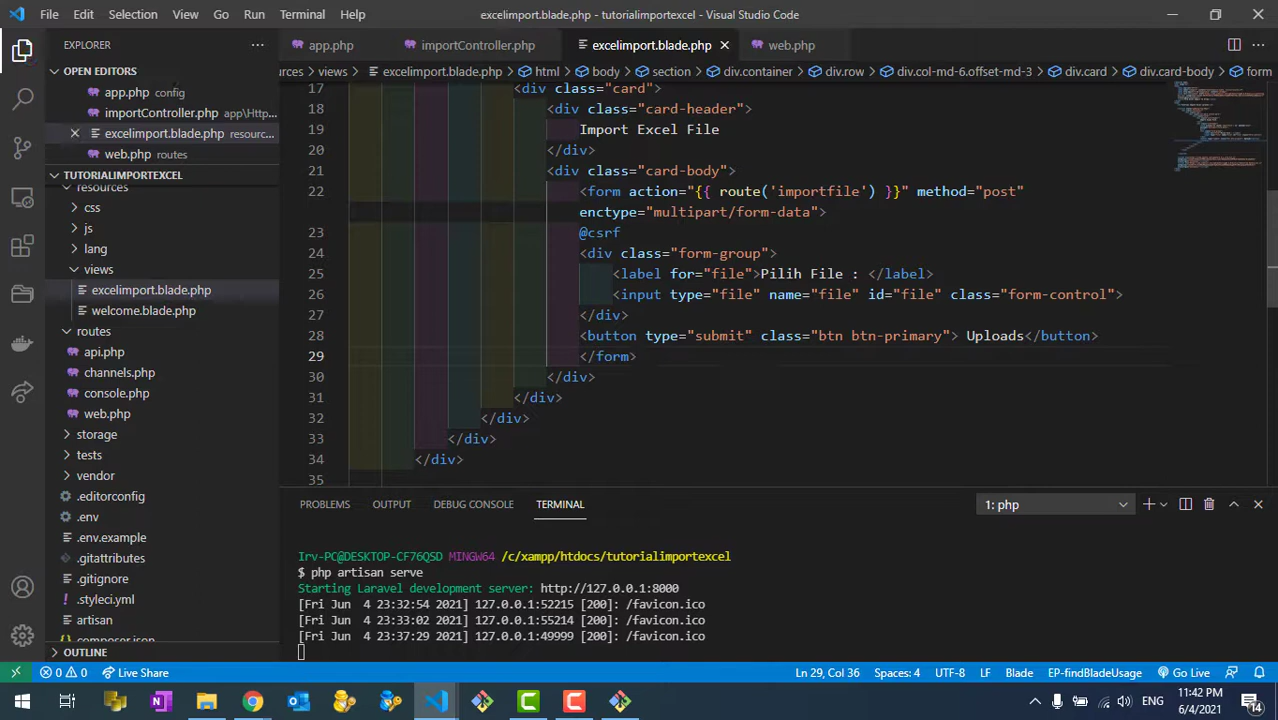 File Edit Selection View Go Run Terminal Help
excelimport.blade.php - tutorialimportexcel - Visual Studio Code
EXPLORER
app.php importController.php excelimport.blade.php web.php
OPEN EDITORS
urces > views > excelimport.blade.php > html > body > section > div.container > div.row > div.col-md-6.offset-md-3 > div.card > div.card-body > form
app.php config
importController.php app\Http...
excelimport.blade.php resourc...
web.php routes
TUTORIALIMPORTEXCEL
resources
css
js
lang
views
excelimport.blade.php
welcome.blade.php
routes
api.php
channels.php
console.php
web.php
storage
tests
vendor
.editorconfig
.env
.env.example
.gitattributes
.gitignore
.styleci.yml
artisan
composer.json
OUTLINE
17 <div class="card">
18 <div class="card-header">
19 Import Excel File
20 </div>
21 <div class="card-body">
22 <form action="{{ route('importfile') }}" method="post"
enctype="multipart/form-data">
23 @csrf
24 <div class="form-group">
25 <label for="file">Pilih File : </label>
26 <input type="file" name="file" id="file" class="form-control">
27 </div>
28 <button type="submit" class="btn btn-primary"> Uploads</button>
29 </form>
30 </div>
31 </div>
32 </div>
33 </div>
34 </div>
35
PROBLEMS OUTPUT DEBUG CONSOLE TERMINAL
1: php
Irv-PC@DESKTOP-CF76QSD MINGW64 /c/xampp/htdocs/tutorialimportexcel
$ php artisan serve
Starting Laravel development server: http://127.0.0.1:8000
[Fri Jun  4 23:32:54 2021] 127.0.0.1:52215 [200]: /favicon.ico
[Fri Jun  4 23:33:02 2021] 127.0.0.1:55214 [200]: /favicon.ico
[Fri Jun  4 23:37:29 2021] 127.0.0.1:49999 [200]: /favicon.ico
0 0 Live Share
Ln 29, Col 36 Spaces: 4 UTF-8 LF Blade EP-findBladeUsage Go Live
ENG
11:42 PM
6/4/2021
14